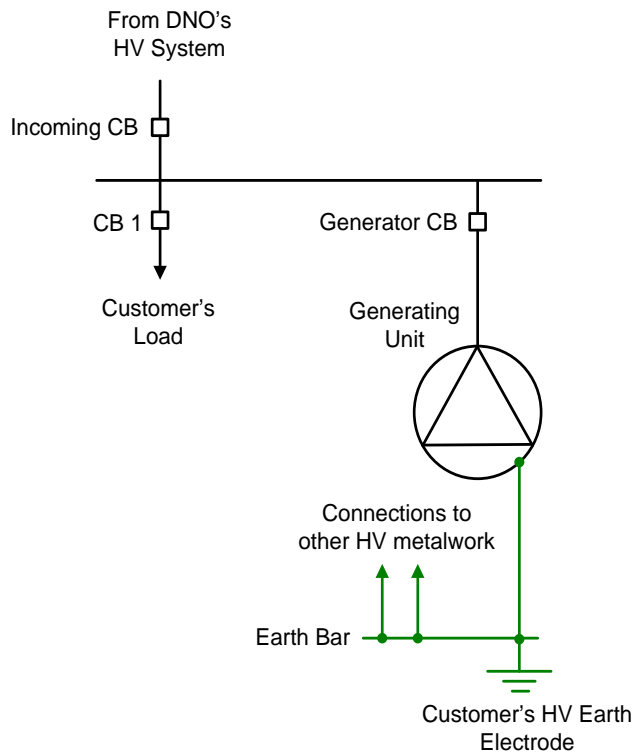 From DNO's
HV System
Incoming CB
CB 1
Generator CB
Customer's
Load
Generating
Unit
Connections to
other HV metalwork
Earth Bar
Customer's HV Earth
Electrode